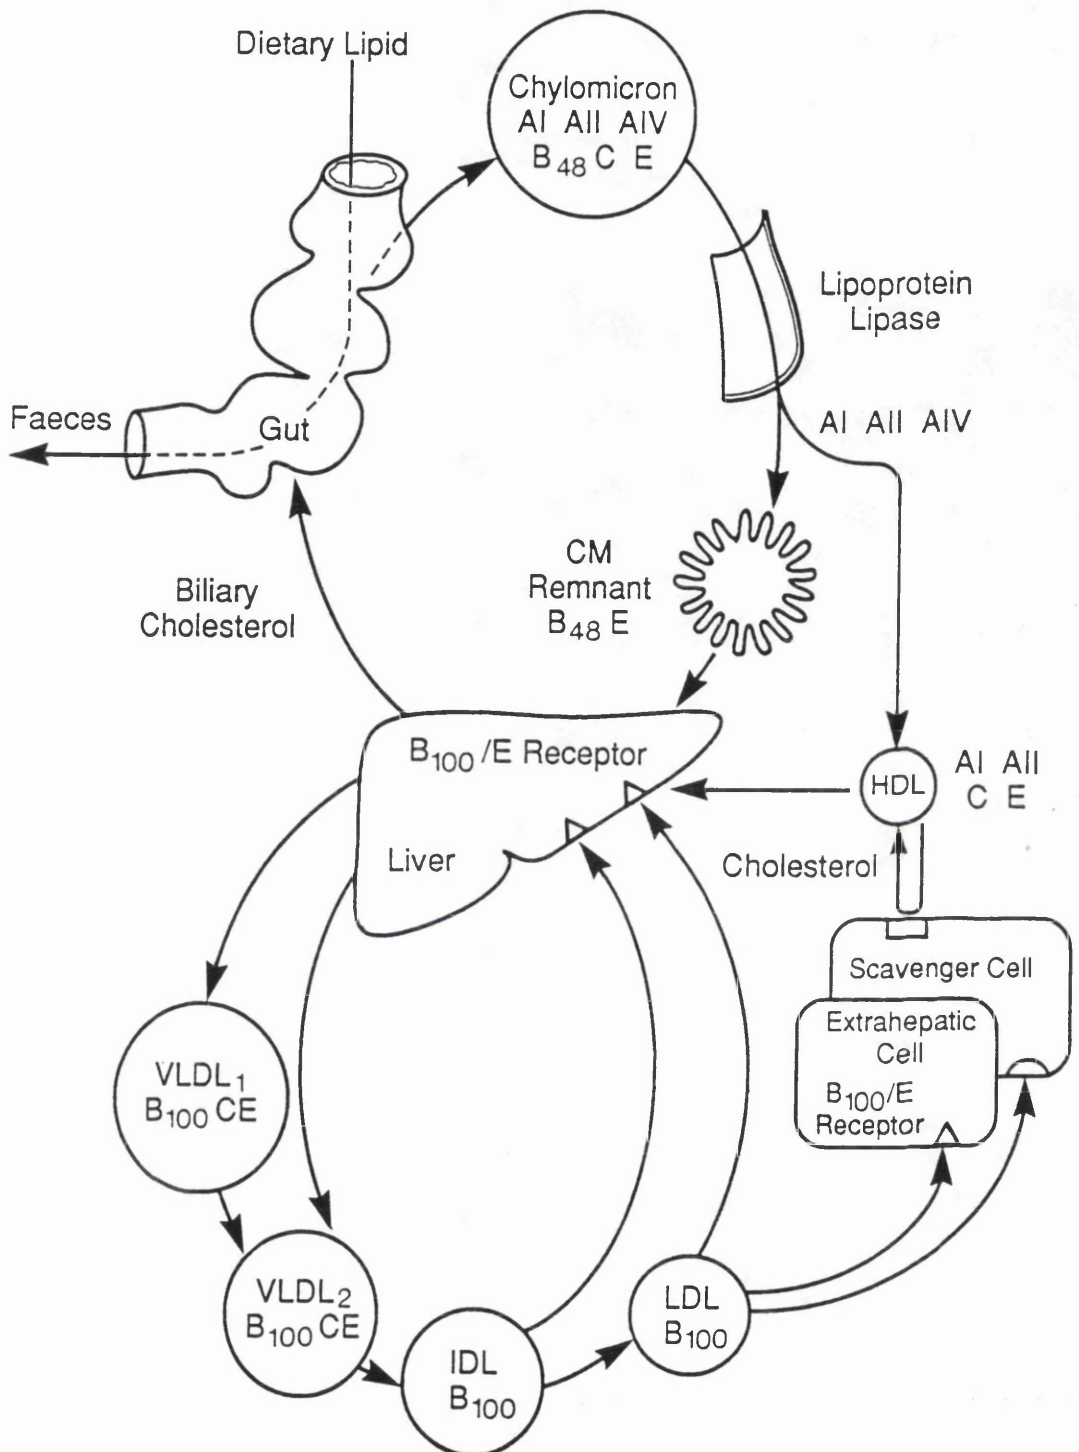 Dietary Lipid
Chylomicron
AI AII AIV
B48 C E
Lipoprotein
Lipase
Faeces
Gut
AI AII AIV
CM
Remnant
B48 E
Biliary
Cholesterol
B100/E Receptor
HDL
AI AII
C E
Liver
Cholesterol
Scavenger Cell
Extrahepatic
Cell
B100/E
Receptor
VLDL1
B100 CE
VLDL2
B100 CE
LDL
B100
IDL
B100